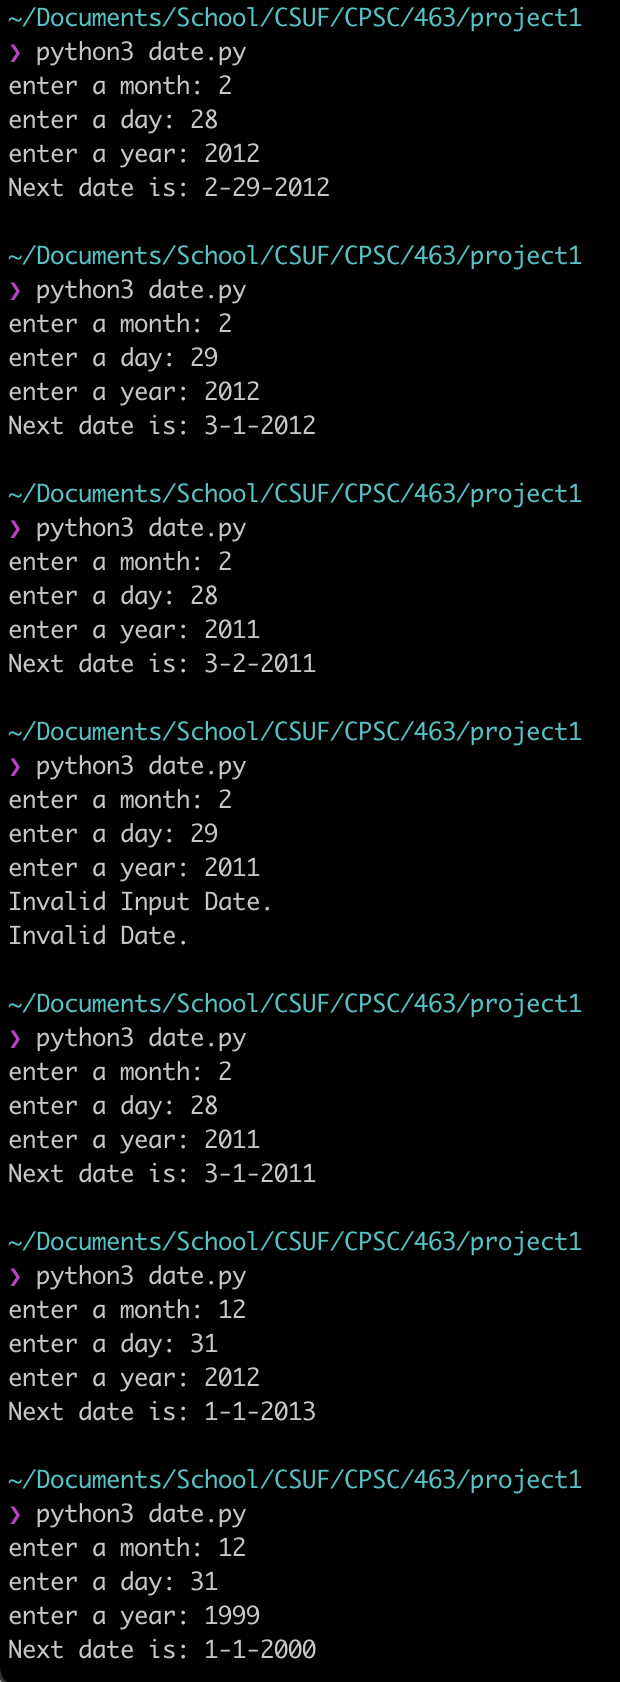 ~/Documents/School/CSUF/CPSC/463/project1
❯ python3 date.py
enter a month: 2
enter a day: 28
enter a year: 2012
Next date is: 2-29-2012
~/Documents/School/CSUF/CPSC/463/project1
❯ python3 date.py
enter a month: 2
enter a day: 29
enter a year: 2012
Next date is: 3-1-2012
~/Documents/School/CSUF/CPSC/463/project1
❯ python3 date.py
enter a month: 2
enter a day: 28
enter a year: 2011
Next date is: 3-2-2011
~/Documents/School/CSUF/CPSC/463/project1
❯ python3 date.py
enter a month: 2
enter a day: 29
enter a year: 2011
Invalid Input Date.
Invalid Date.
~/Documents/School/CSUF/CPSC/463/project1
❯ python3 date.py
enter a month: 2
enter a day: 28
enter a year: 2011
Next date is: 3-1-2011
~/Documents/School/CSUF/CPSC/463/project1
❯ python3 date.py
enter a month: 12
enter a day: 31
enter a year: 2012
Next date is: 1-1-2013
~/Documents/School/CSUF/CPSC/463/project1
❯ python3 date.py
enter a month: 12
enter a day: 31
enter a year: 1999
Next date is: 1-1-2000